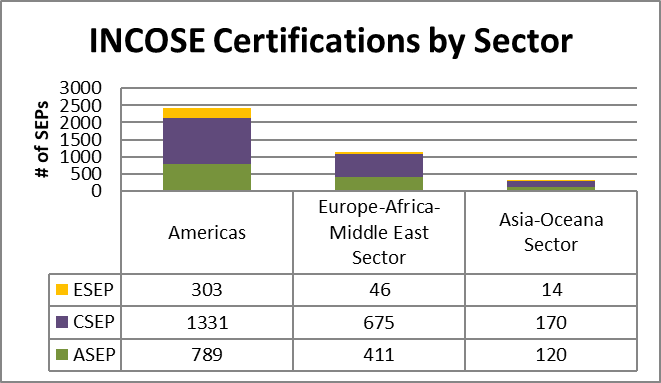 INCOSE Certifications by Sector
# of SEPs
3000
2500
2000
1500
1000
500
0
Americas
Europe-Africa-
Middle East
Sector
Asia-Oceana
Sector
ESEP 303 46 14
CSEP 1331 675 170
ASEP 789 411 120